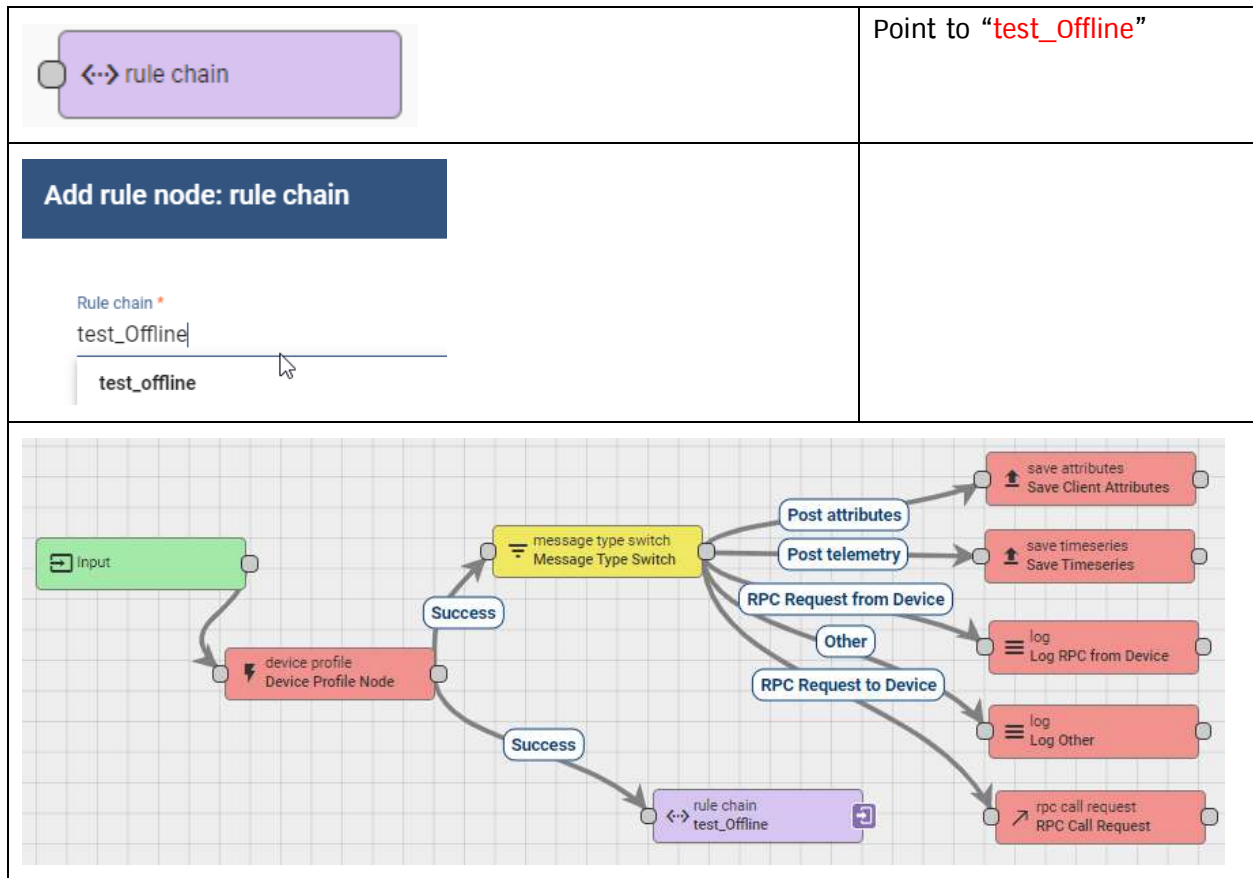 rule chain
Point to “test_Offline”
Add rule node: rule chain
Rule chain *
test_Offline
test_offline
Input
device profile
Device Profile Node
Success
Success
message type switch
Message Type Switch
Post attributes
Post telemetry
RPC Request from Device
Other
RPC Request to Device
save attributes
Save Client Attributes
save timeseries
Save Timeseries
log
Log RPC from Device
log
Log Other
rpc call request
RPC Call Request
rule chain
test_Offline